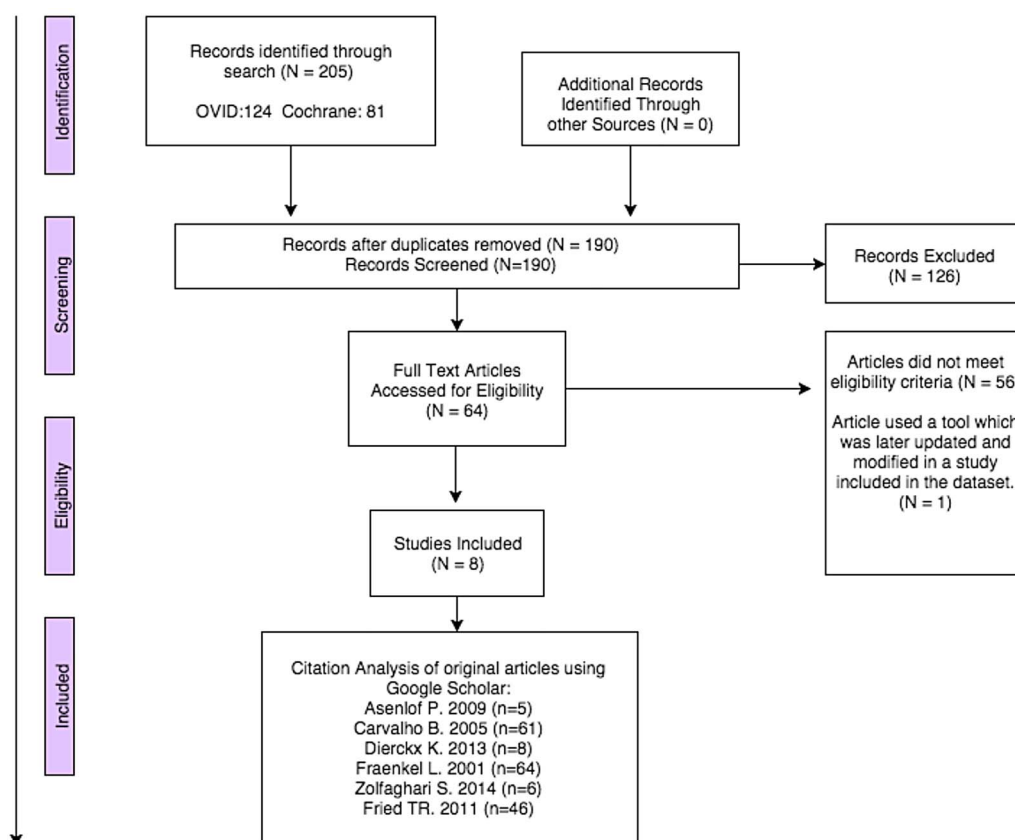 Identification
Records identified through
search (N = 205)
OVID:124 Cochrane: 81
Additional Records
Identified Through
other Sources (N = 0)
Screening
Records after duplicates removed (N = 190)
Records Screened (N=190)
Records Excluded
(N = 126)
Full Text Articles
Accessed for Eligibility
(N = 64)
Articles did not meet
eligibility criteria (N = 56
Article used a tool which
was later updated and
modified in a study
included in the dataset.
(N = 1)
Eligibility
Studies Included
(N = 8)
Included
Citation Analysis of original articles using
Google Scholar:
Asenlof P. 2009 (n=5)
Carvalho B. 2005 (n=61)
Dierckx K. 2013 (n=8)
Fraenkel L. 2001 (n=64)
Zolfaghari S. 2014 (n=6)
Fried TR. 2011 (n=46)